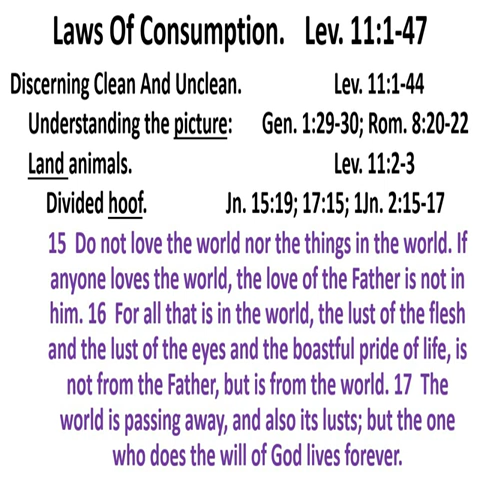 Laws Of Consumption. Lev. 11:1-47
Discerning Clean And Unclean. Lev. 11:1-44
Understanding the picture: Gen. 1:29-30; Rom. 8:20-22
Land animals. Lev. 11:2-3
Divided hoof. Jn. 15:19; 17:15; 1Jn. 2:15-17
15 Do not love the world nor the things in the world. If
anyone loves the world, the love of the Father is not in
him. 16 For all that is in the world, the lust of the flesh
and the lust of the eyes and the boastful pride of life, is
not from the Father, but is from the world. 17 The
world is passing away, and also its lusts; but the one
who does the will of God lives forever.